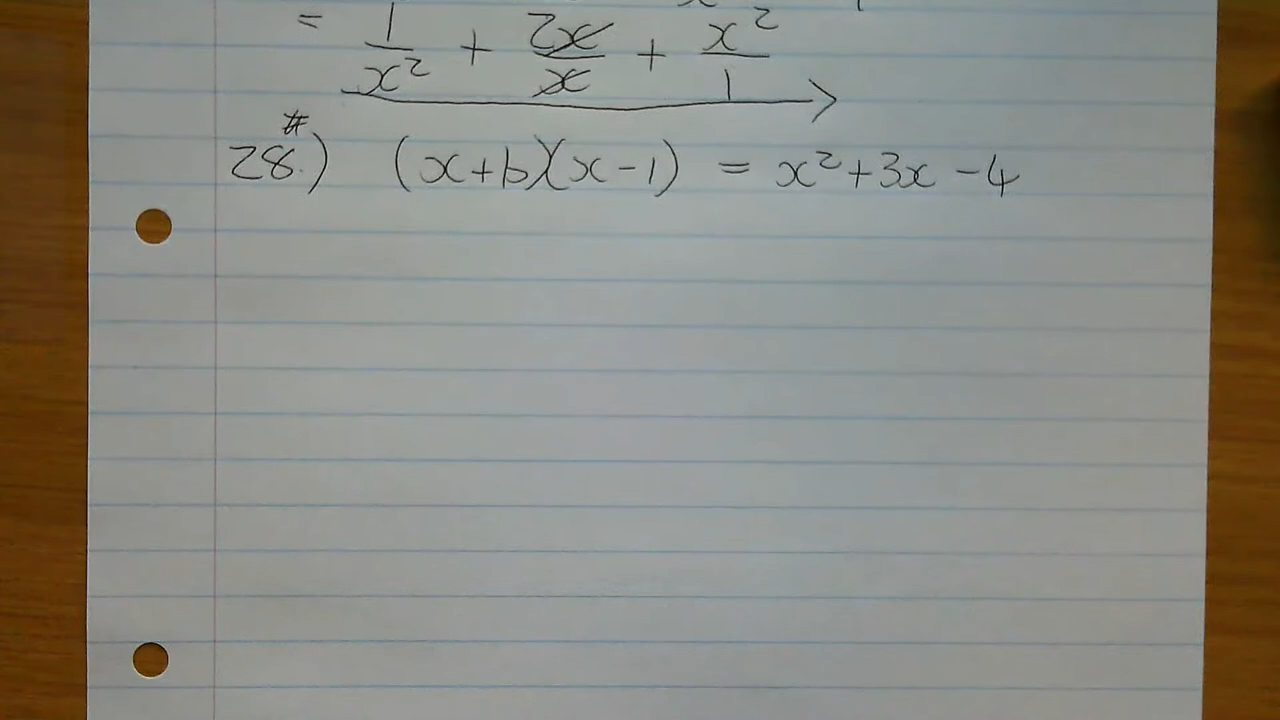 = 1/x² + 2x/x + x²/1
28.) # (x+b)(x-1) = x²+3x-4